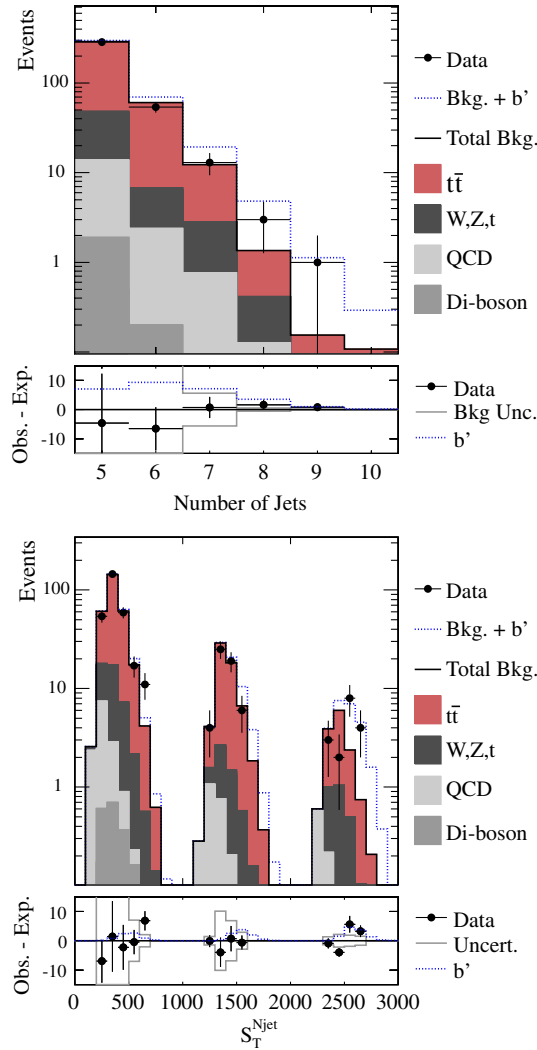 Events
100
10
1
Data
Bkg. + b’
Total Bkg.
tt̄
W,Z,t
QCD
Di-boson
Obs. - Exp.
10
0
-10
Data
Bkg Unc.
b’
5 6 7 8 9 10
Number of Jets
Events
100
10
1
Data
Bkg. + b’
Total Bkg.
tt̄
W,Z,t
QCD
Di-boson
Obs. - Exp.
10
0
-10
Data
Uncert.
b’
0 500 1000 1500 2000 2500 3000
S_T^Njet